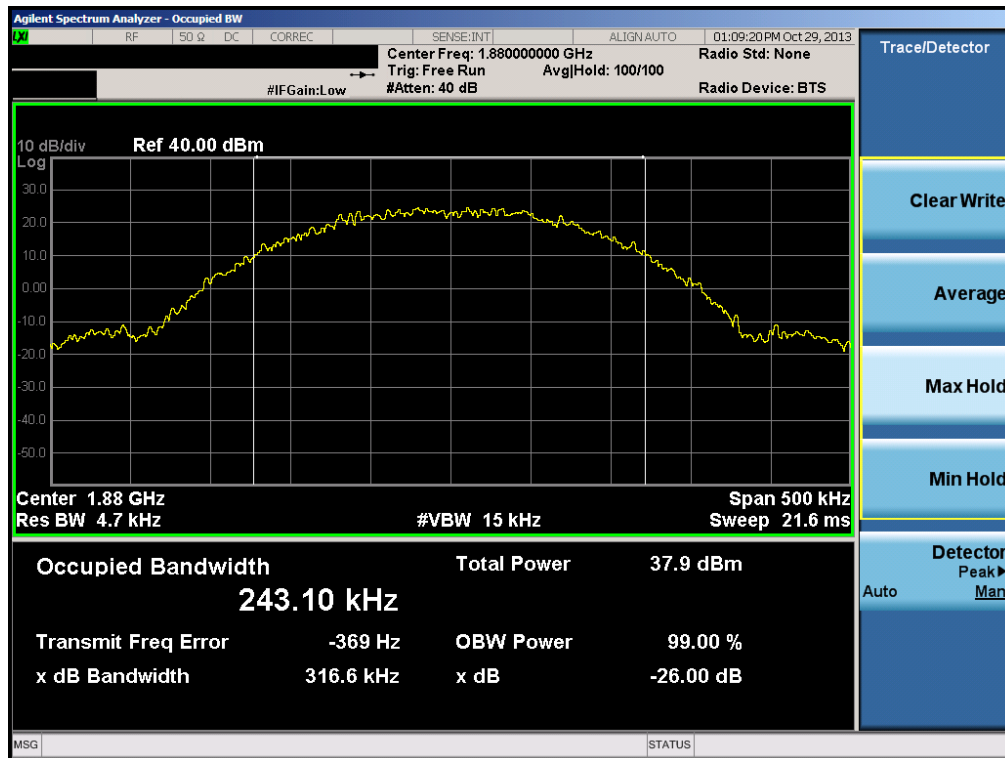 Agilent Spectrum Analyzer - Occupied BW
LXI RF 50 Ω DC CORREC SENSE:INT ALIGN AUTO 01:09:20 PM Oct 29, 2013
Center Freq: 1.880000000 GHz Radio Std: None
Trig: Free Run Avg|Hold: 100/100
#IFGain:Low #Atten: 40 dB Radio Device: BTS
10 dB/div Ref 40.00 dBm
Log
30.0
20.0
10.0
0.00
-10.0
-20.0
-30.0
-40.0
-50.0
Center 1.88 GHz Span 500 kHz
Res BW 4.7 kHz #VBW 15 kHz Sweep 21.6 ms
Occupied Bandwidth Total Power 37.9 dBm
243.10 kHz
Transmit Freq Error -369 Hz OBW Power 99.00 %
x dB Bandwidth 316.6 kHz x dB -26.00 dB
MSG STATUS
Trace/Detector
Clear Write
Average
Max Hold
Min Hold
Detector
Peak▶
Auto Man